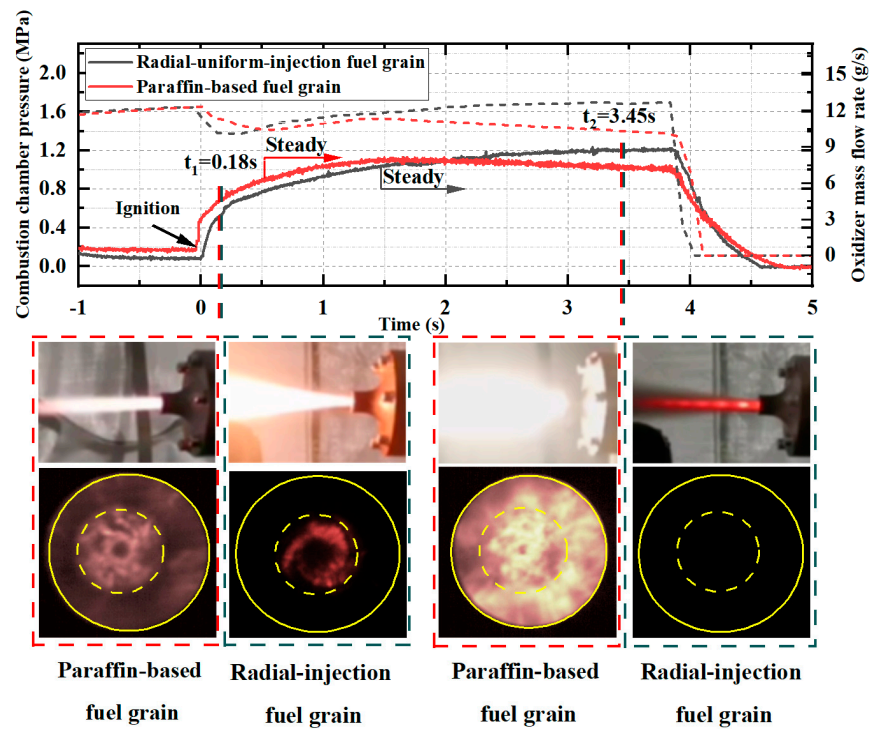 Combustion chamber pressure (MPa)
2.0
1.6
1.2
0.8
0.4
0.0
Radial-uniform-injection fuel grain
Paraffin-based fuel grain
t2=3.45s
Steady
t1=0.18s
Steady
Ignition
15
12
9
6
3
0
Oxidizer mass flow rate (g/s)
-1 0 1 2 3 4 5
Time (s)
Paraffin-based
fuel grain
Radial-injection
fuel grain
Paraffin-based
fuel grain
Radial-injection
fuel grain